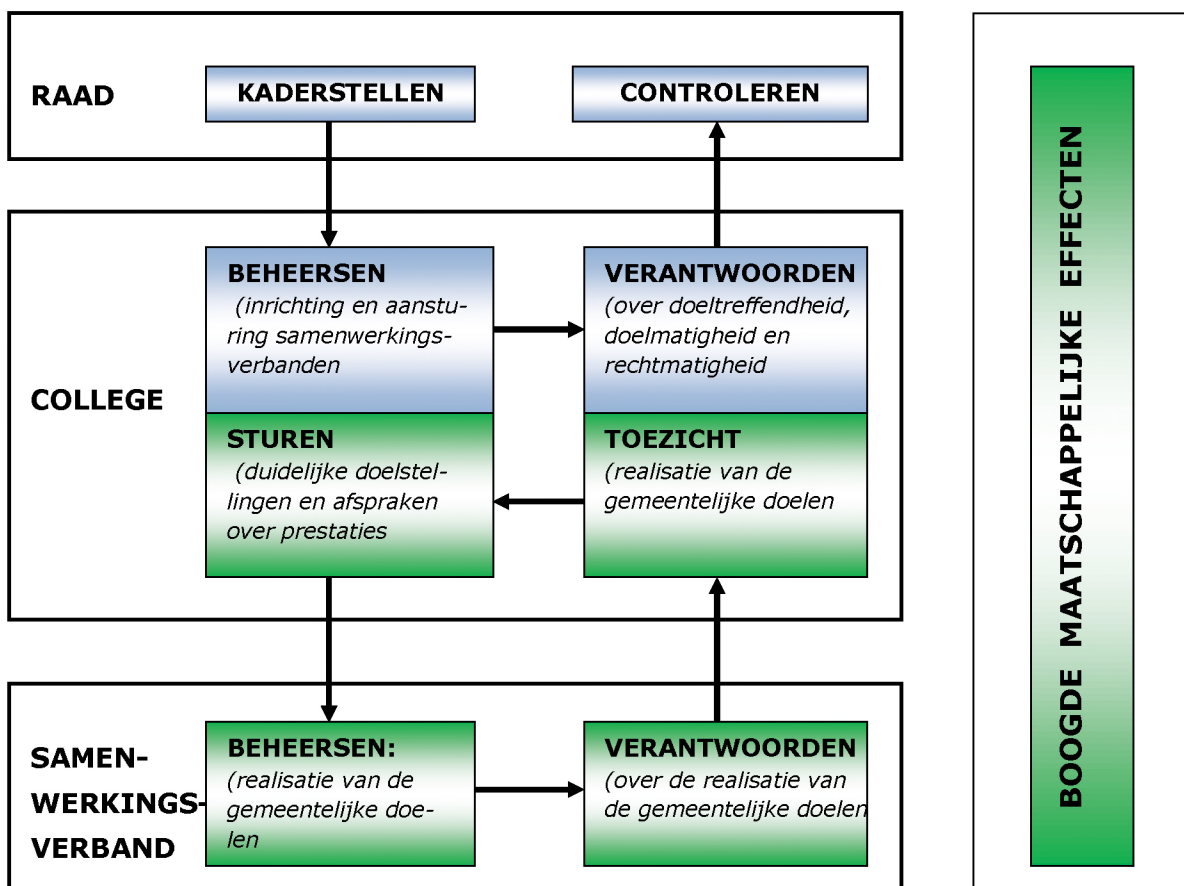 RAAD
KADERSTELLEN
CONTROLEREN
COLLEGE
BEHEERSEN
(inrichting en aanstu-
ring samenwerkings-
verbanden
VERANTWOORDEN
(over doeltreffendheid,
doelmatigheid en
rechtmatigheid
STUREN
(duidelijke doelstel-
lingen en afspraken
over prestaties
TOEZICHT
(realisatie van de
gemeentelijke doelen
SAMEN-
WERKINGS-
VERBAND
BEHEERSEN:
(realisatie van de
gemeentelijke doe-
len
VERANTWOORDEN
(over de realisatie van
de gemeentelijke doelen
BOOGDE MAATSCHAPPELIJKE EFFECTEN